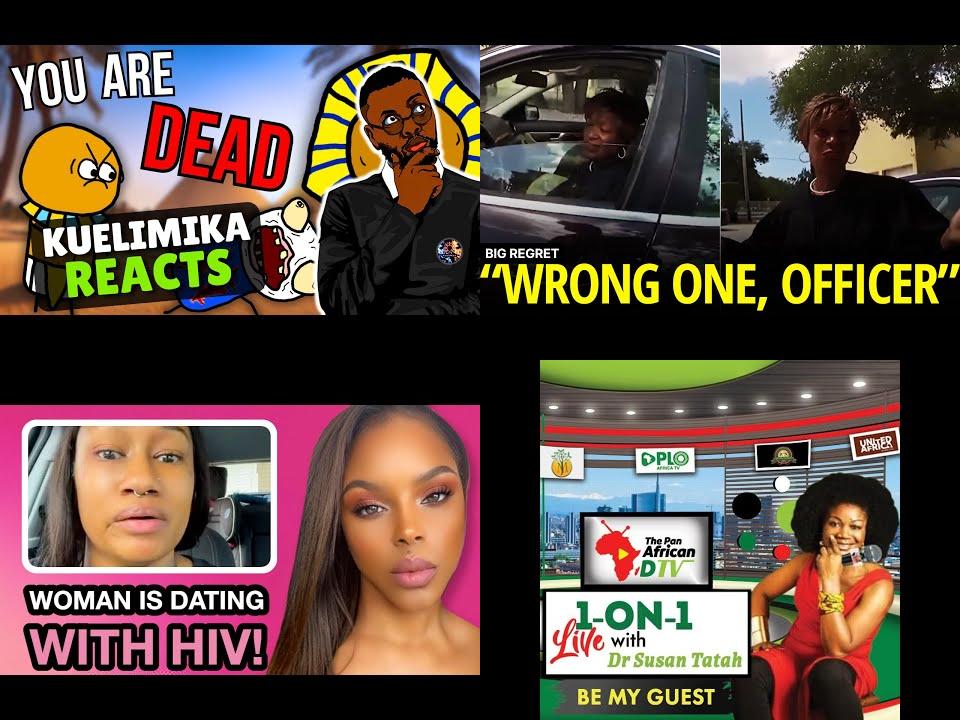 YOU ARE
DEAD
KUELIMIKA
REACTS
BIG REGRET
“WRONG ONE, OFFICER”
WOMAN IS DATING
WITH HIV!
DPLO
AFRICA TV
UNITED
AFRICA
The Pan
African
DTV
1-ON-1
Live with
Dr Susan Tatah
BE MY GUEST